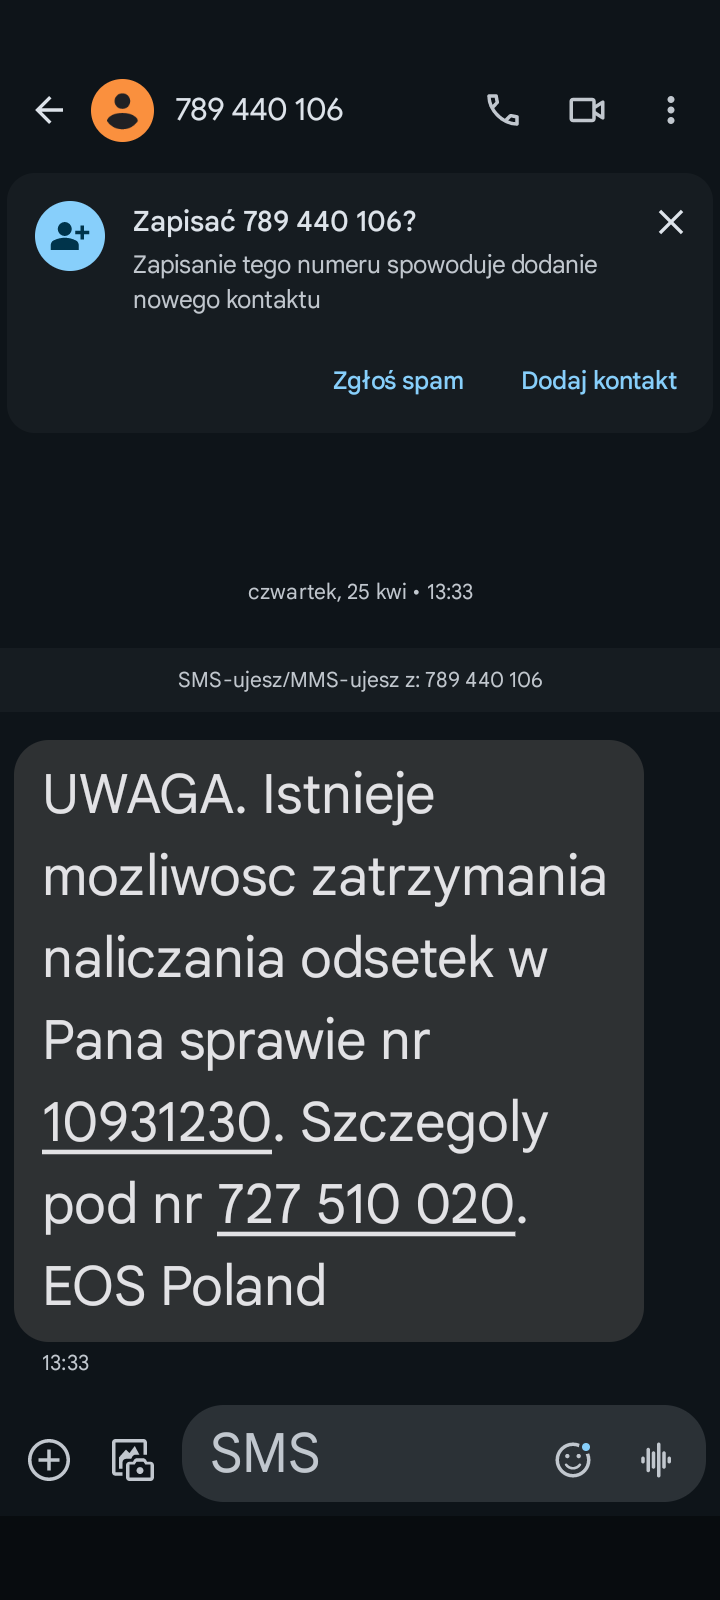 789 440 106
Zapisać 789 440 106?
Zapisanie tego numeru spowoduje dodanie
nowego kontaktu
Zgłoś spam Dodaj kontakt
czwartek, 25 kwi • 13:33
SMS-ujesz/MMS-ujesz z: 789 440 106
UWAGA. Istnieje
mozliwosc zatrzymania
naliczania odsetek w
Pana sprawie nr
10931230. Szczegoly
pod nr 727 510 020.
EOS Poland
13:33
SMS